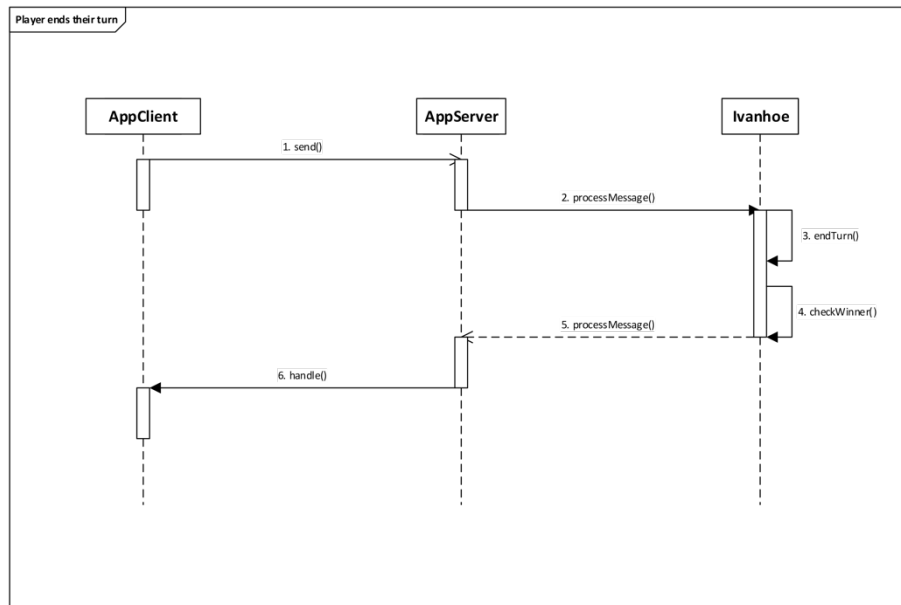 Player ends their turn
AppClient
AppServer
Ivanhoe
1. send()
2. processMessage()
3. endTurn()
4. checkWinner()
5. processMessage()
6. handle()